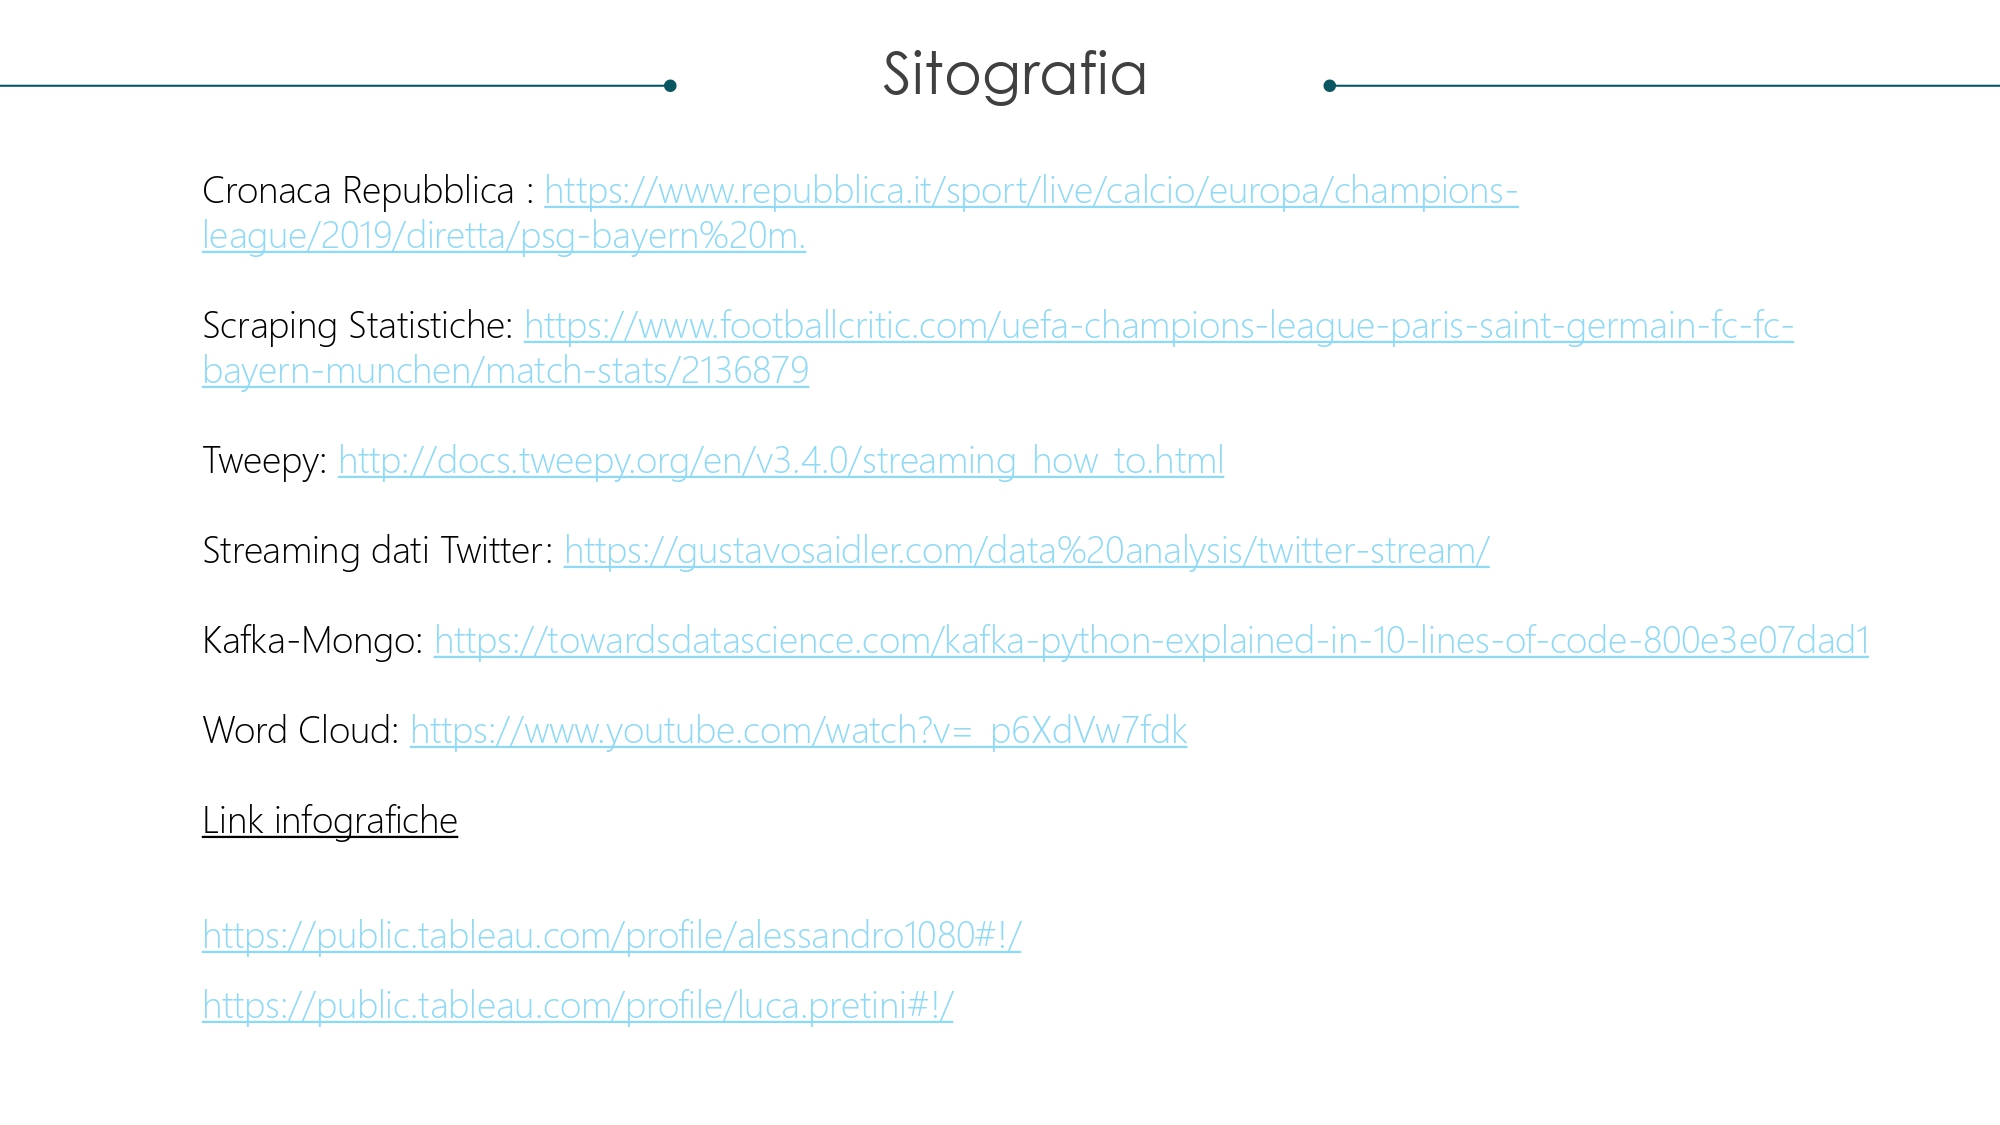 Sitografia
Cronaca Repubblica : https://www.repubblica.it/sport/live/calcio/europa/champions-
league/2019/diretta/psg-bayern%20m.
Scraping Statistiche: https://www.footballcritic.com/uefa-champions-league-paris-saint-germain-fc-fc-
bayern-munchen/match-stats/2136879
Tweepy: http://docs.tweepy.org/en/v3.4.0/streaming_how_to.html
Streaming dati Twitter: https://gustavosaidler.com/data%20analysis/twitter-stream/
Kafka-Mongo: https://towardsdatascience.com/kafka-python-explained-in-10-lines-of-code-800e3e07dad1
Word Cloud: https://www.youtube.com/watch?v=_p6XdVw7fdk
Link infografiche
https://public.tableau.com/profile/alessandro1080#!/
https://public.tableau.com/profile/luca.pretini#!/